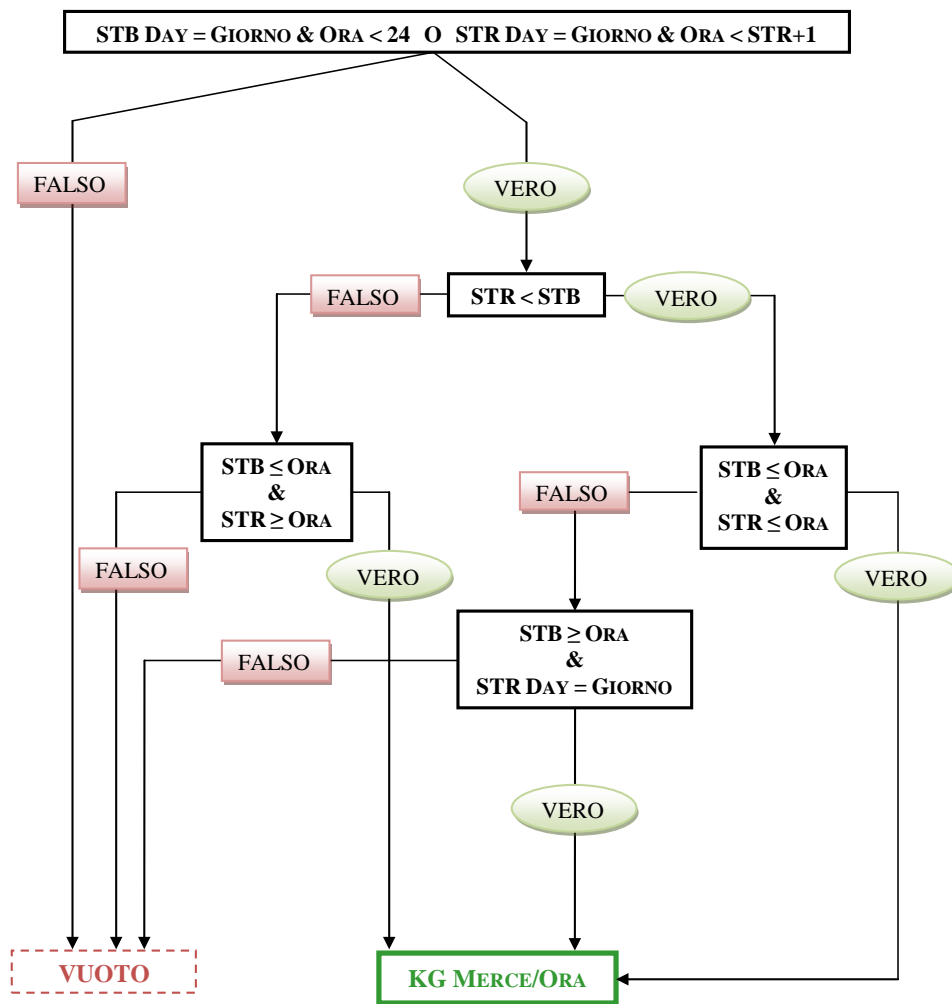 STB DAY = GIORNO & ORA < 24 O STR DAY = GIORNO & ORA < STR+1
FALSO
VERO
FALSO
STR < STB
VERO
STB ≤ ORA
&
STR ≥ ORA
FALSO
STB ≤ ORA
&
STR ≤ ORA
FALSO
VERO
VERO
FALSO
STB ≥ ORA
&
STR DAY = GIORNO
VERO
VUOTO
KG MERCE/ORA